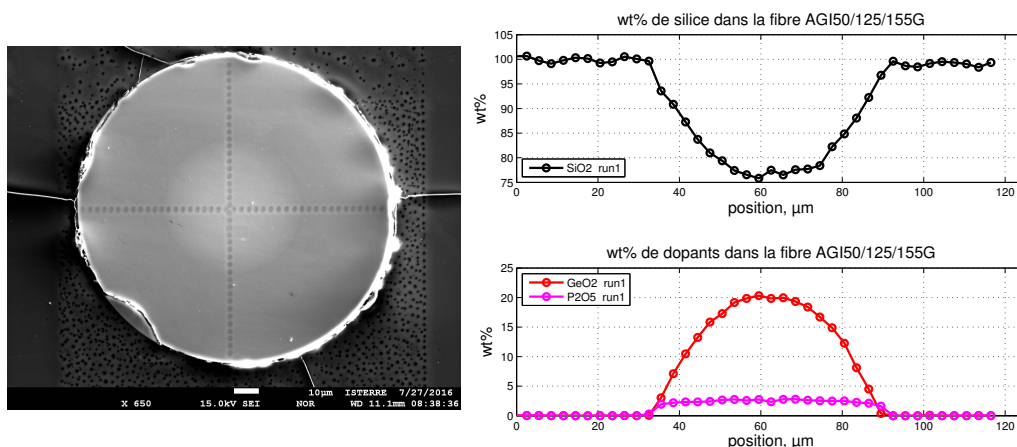 10µm ISTERRE 7/27/2016
X 650 15.0kV SEI NOR WD 11.1mm 08:38:36
wt% de silice dans la fibre AGI50/125/155G
105
100
95
90
85
80
75
wt%
SiO2 run1
0 20 40 60 80 100 120
position, µm
wt% de dopants dans la fibre AGI50/125/155G
25
20
15
10
5
0
wt%
GeO2 run1
P2O5 run1
0 20 40 60 80 100 120
position, µm